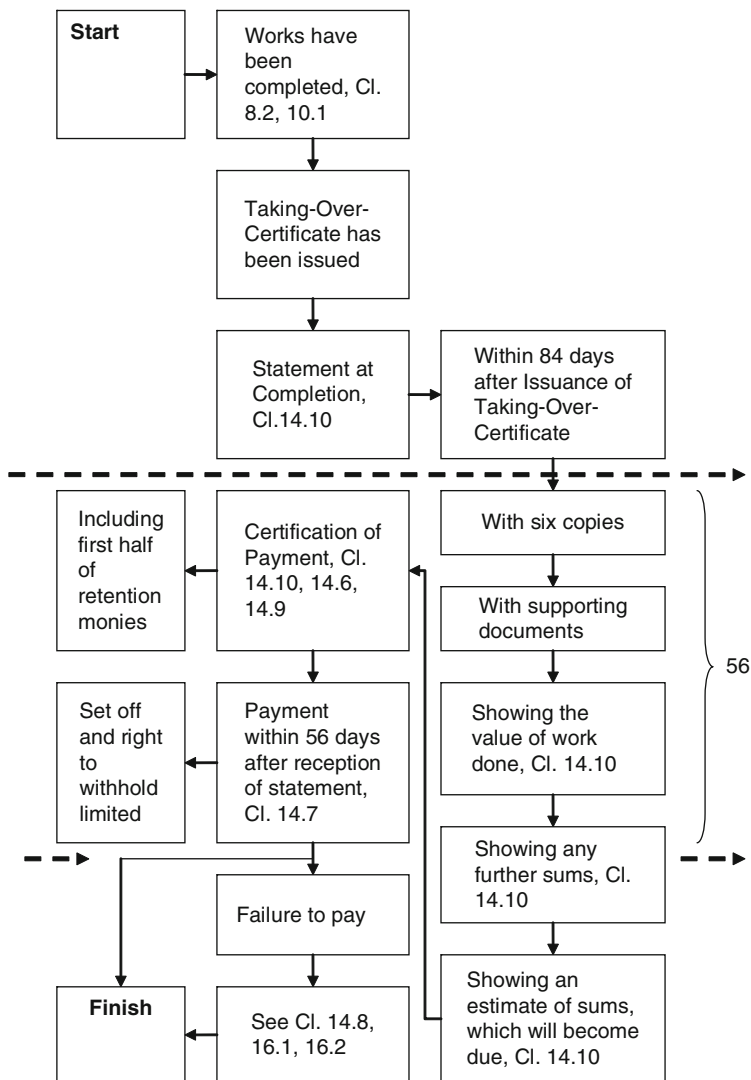 Start
Works have
been
completed, Cl.
8.2, 10.1
Taking-Over-
Certificate has
been issued
Statement at
Completion,
Cl.14.10
Within 84 days
after Issuance of
Taking-Over-
Certificate
With six copies
With supporting
documents
Showing the
value of work
done, Cl. 14.10
Showing any
further sums, Cl.
14.10
Showing an
estimate of sums,
which will become
due, Cl. 14.10
56
Certification of
Payment, Cl.
14.10, 14.6,
14.9
Including
first half
of
retention
monies
Payment
within 56 days
after reception
of statement,
Cl. 14.7
Set off
and right
to
withhold
limited
Failure to pay
See Cl. 14.8,
16.1, 16.2
Finish